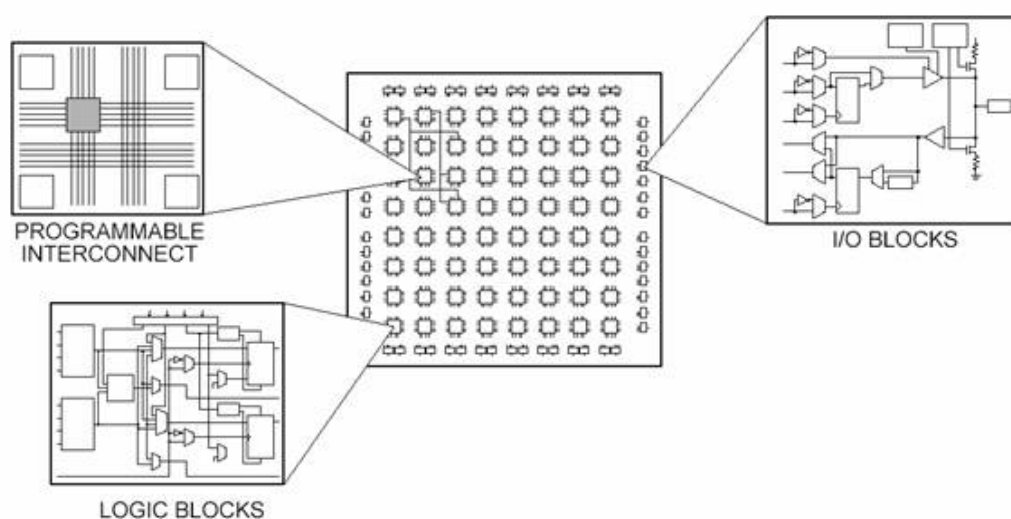 PROGRAMMABLE
INTERCONNECT
I/O BLOCKS
LOGIC BLOCKS